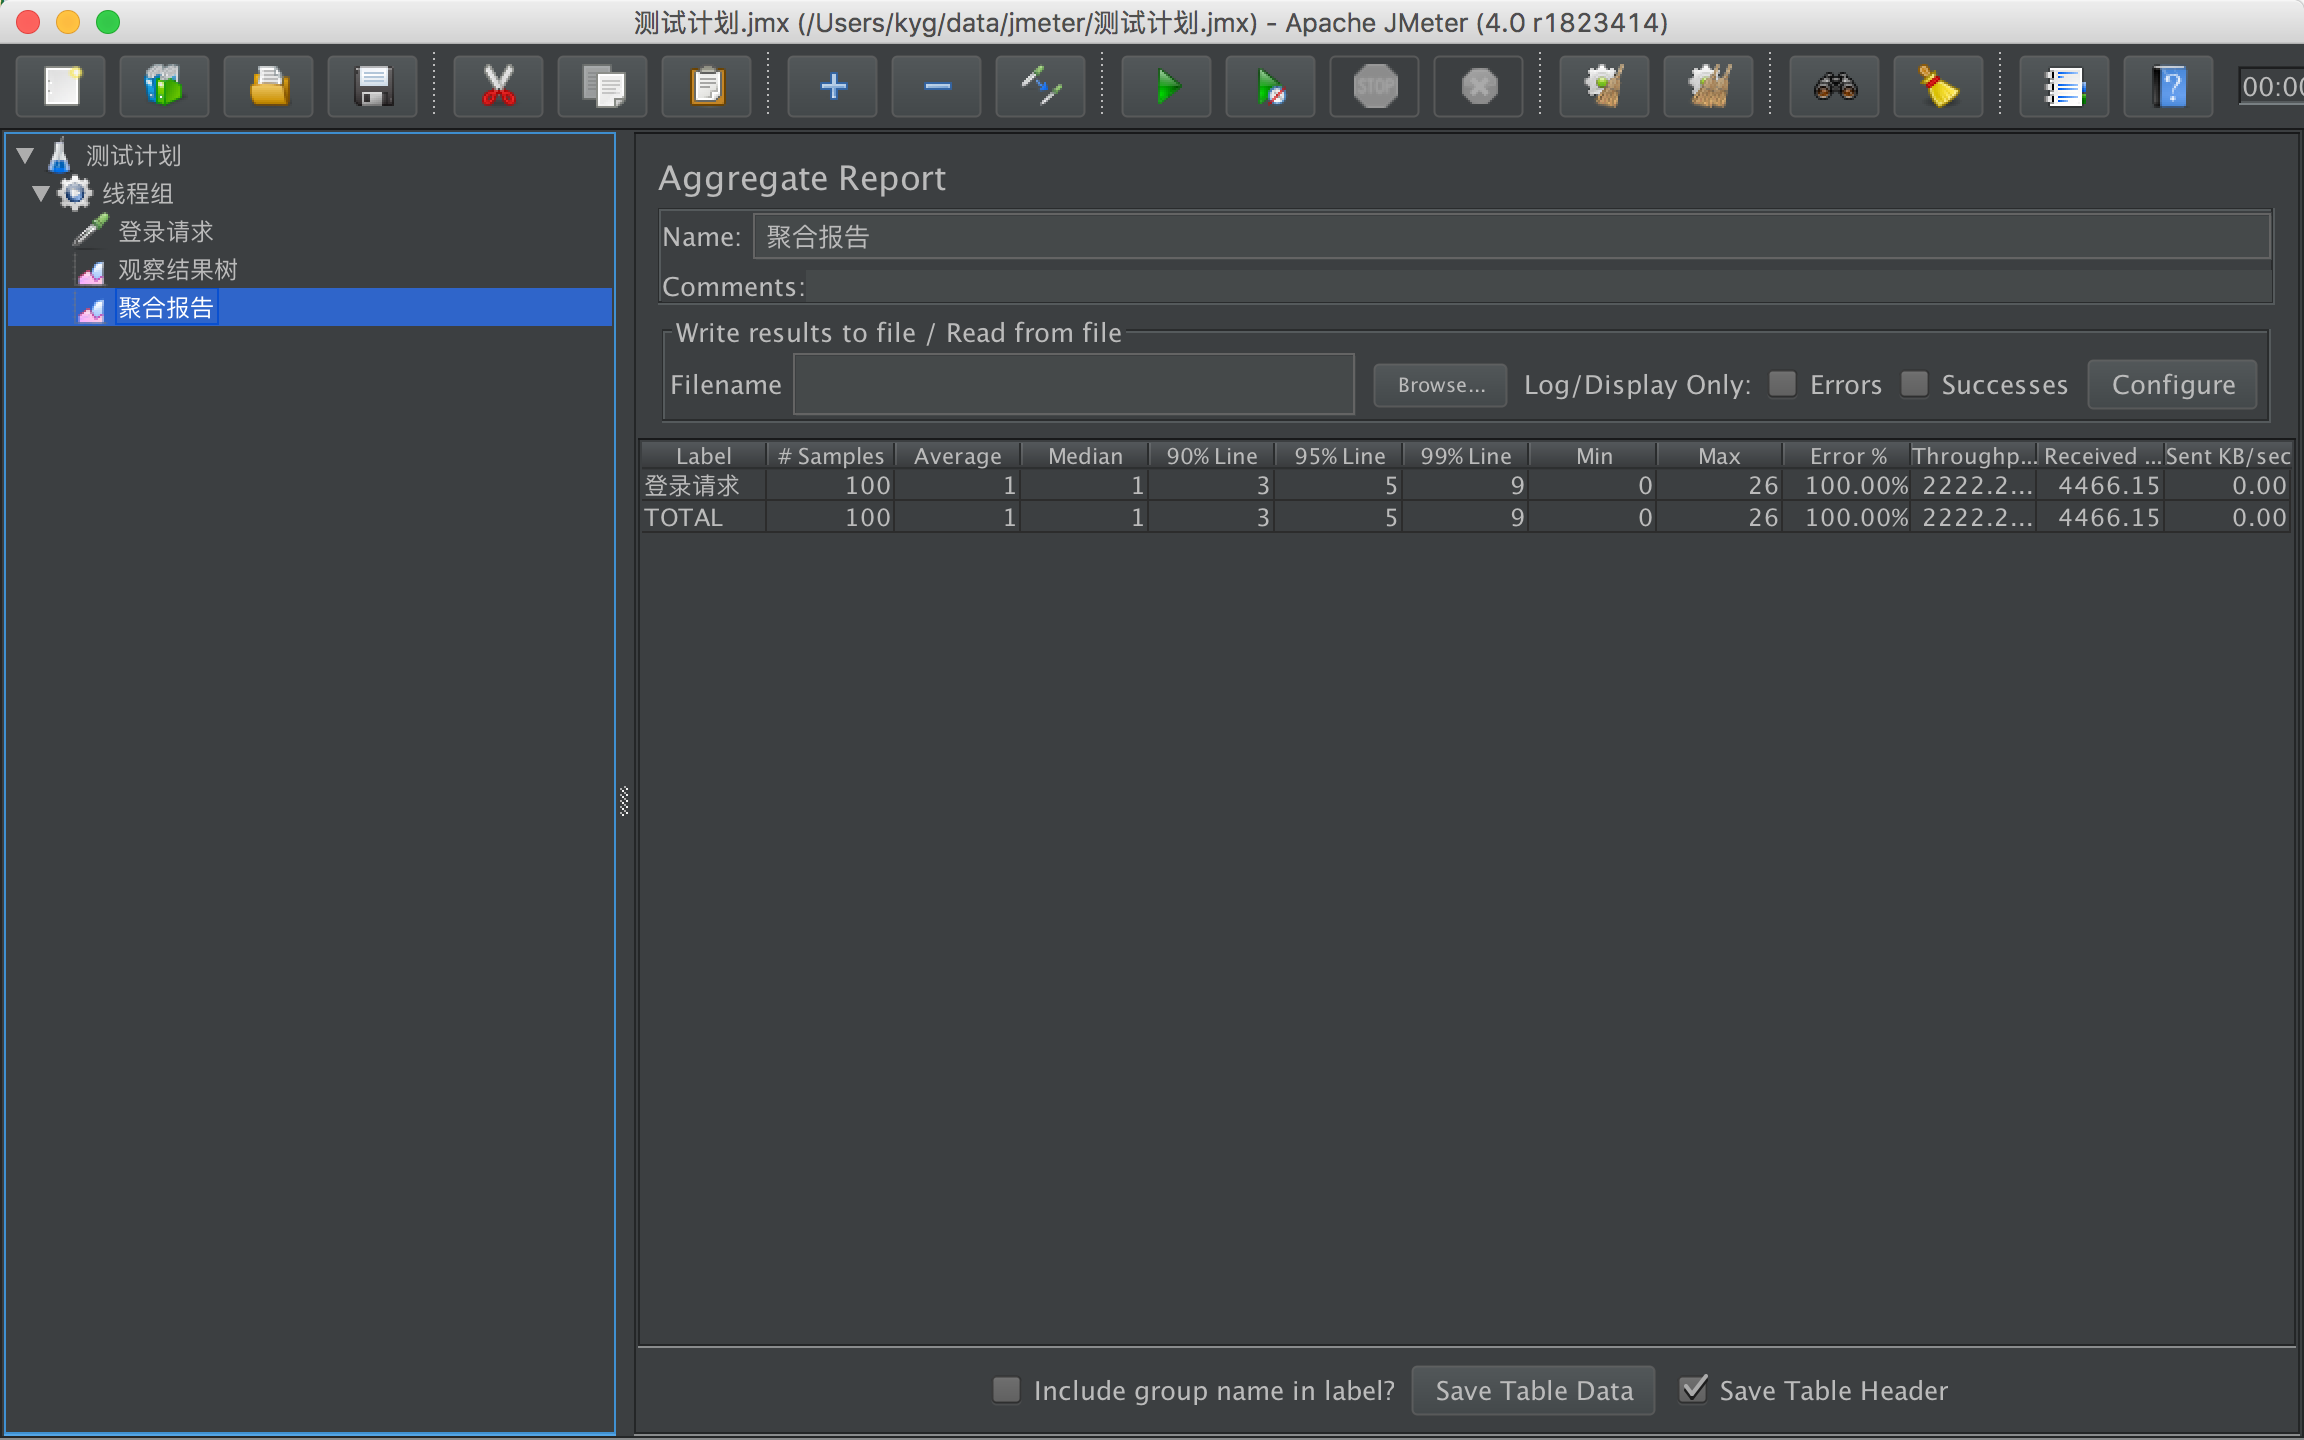 测试计划.jmx (/Users/kyg/data/jmeter/测试计划.jmx) - Apache JMeter (4.0 r1823414)
STOP
00:00
测试计划
线程组
登录请求
观察结果树
聚合报告
Aggregate Report
Name: 聚合报告
Comments:
Write results to file / Read from file
Filename Browse... Log/Display Only: Errors Successes Configure
Label # Samples Average Median 90% Line 95% Line 99% Line Min Max Error % Throughp... Received ... Sent KB/sec
登录请求 100 1 1 3 5 9 0 26 100.00% 2222.2... 4466.15 0.00
TOTAL 100 1 1 3 5 9 0 26 100.00% 2222.2... 4466.15 0.00
Include group name in label? Save Table Data Save Table Header